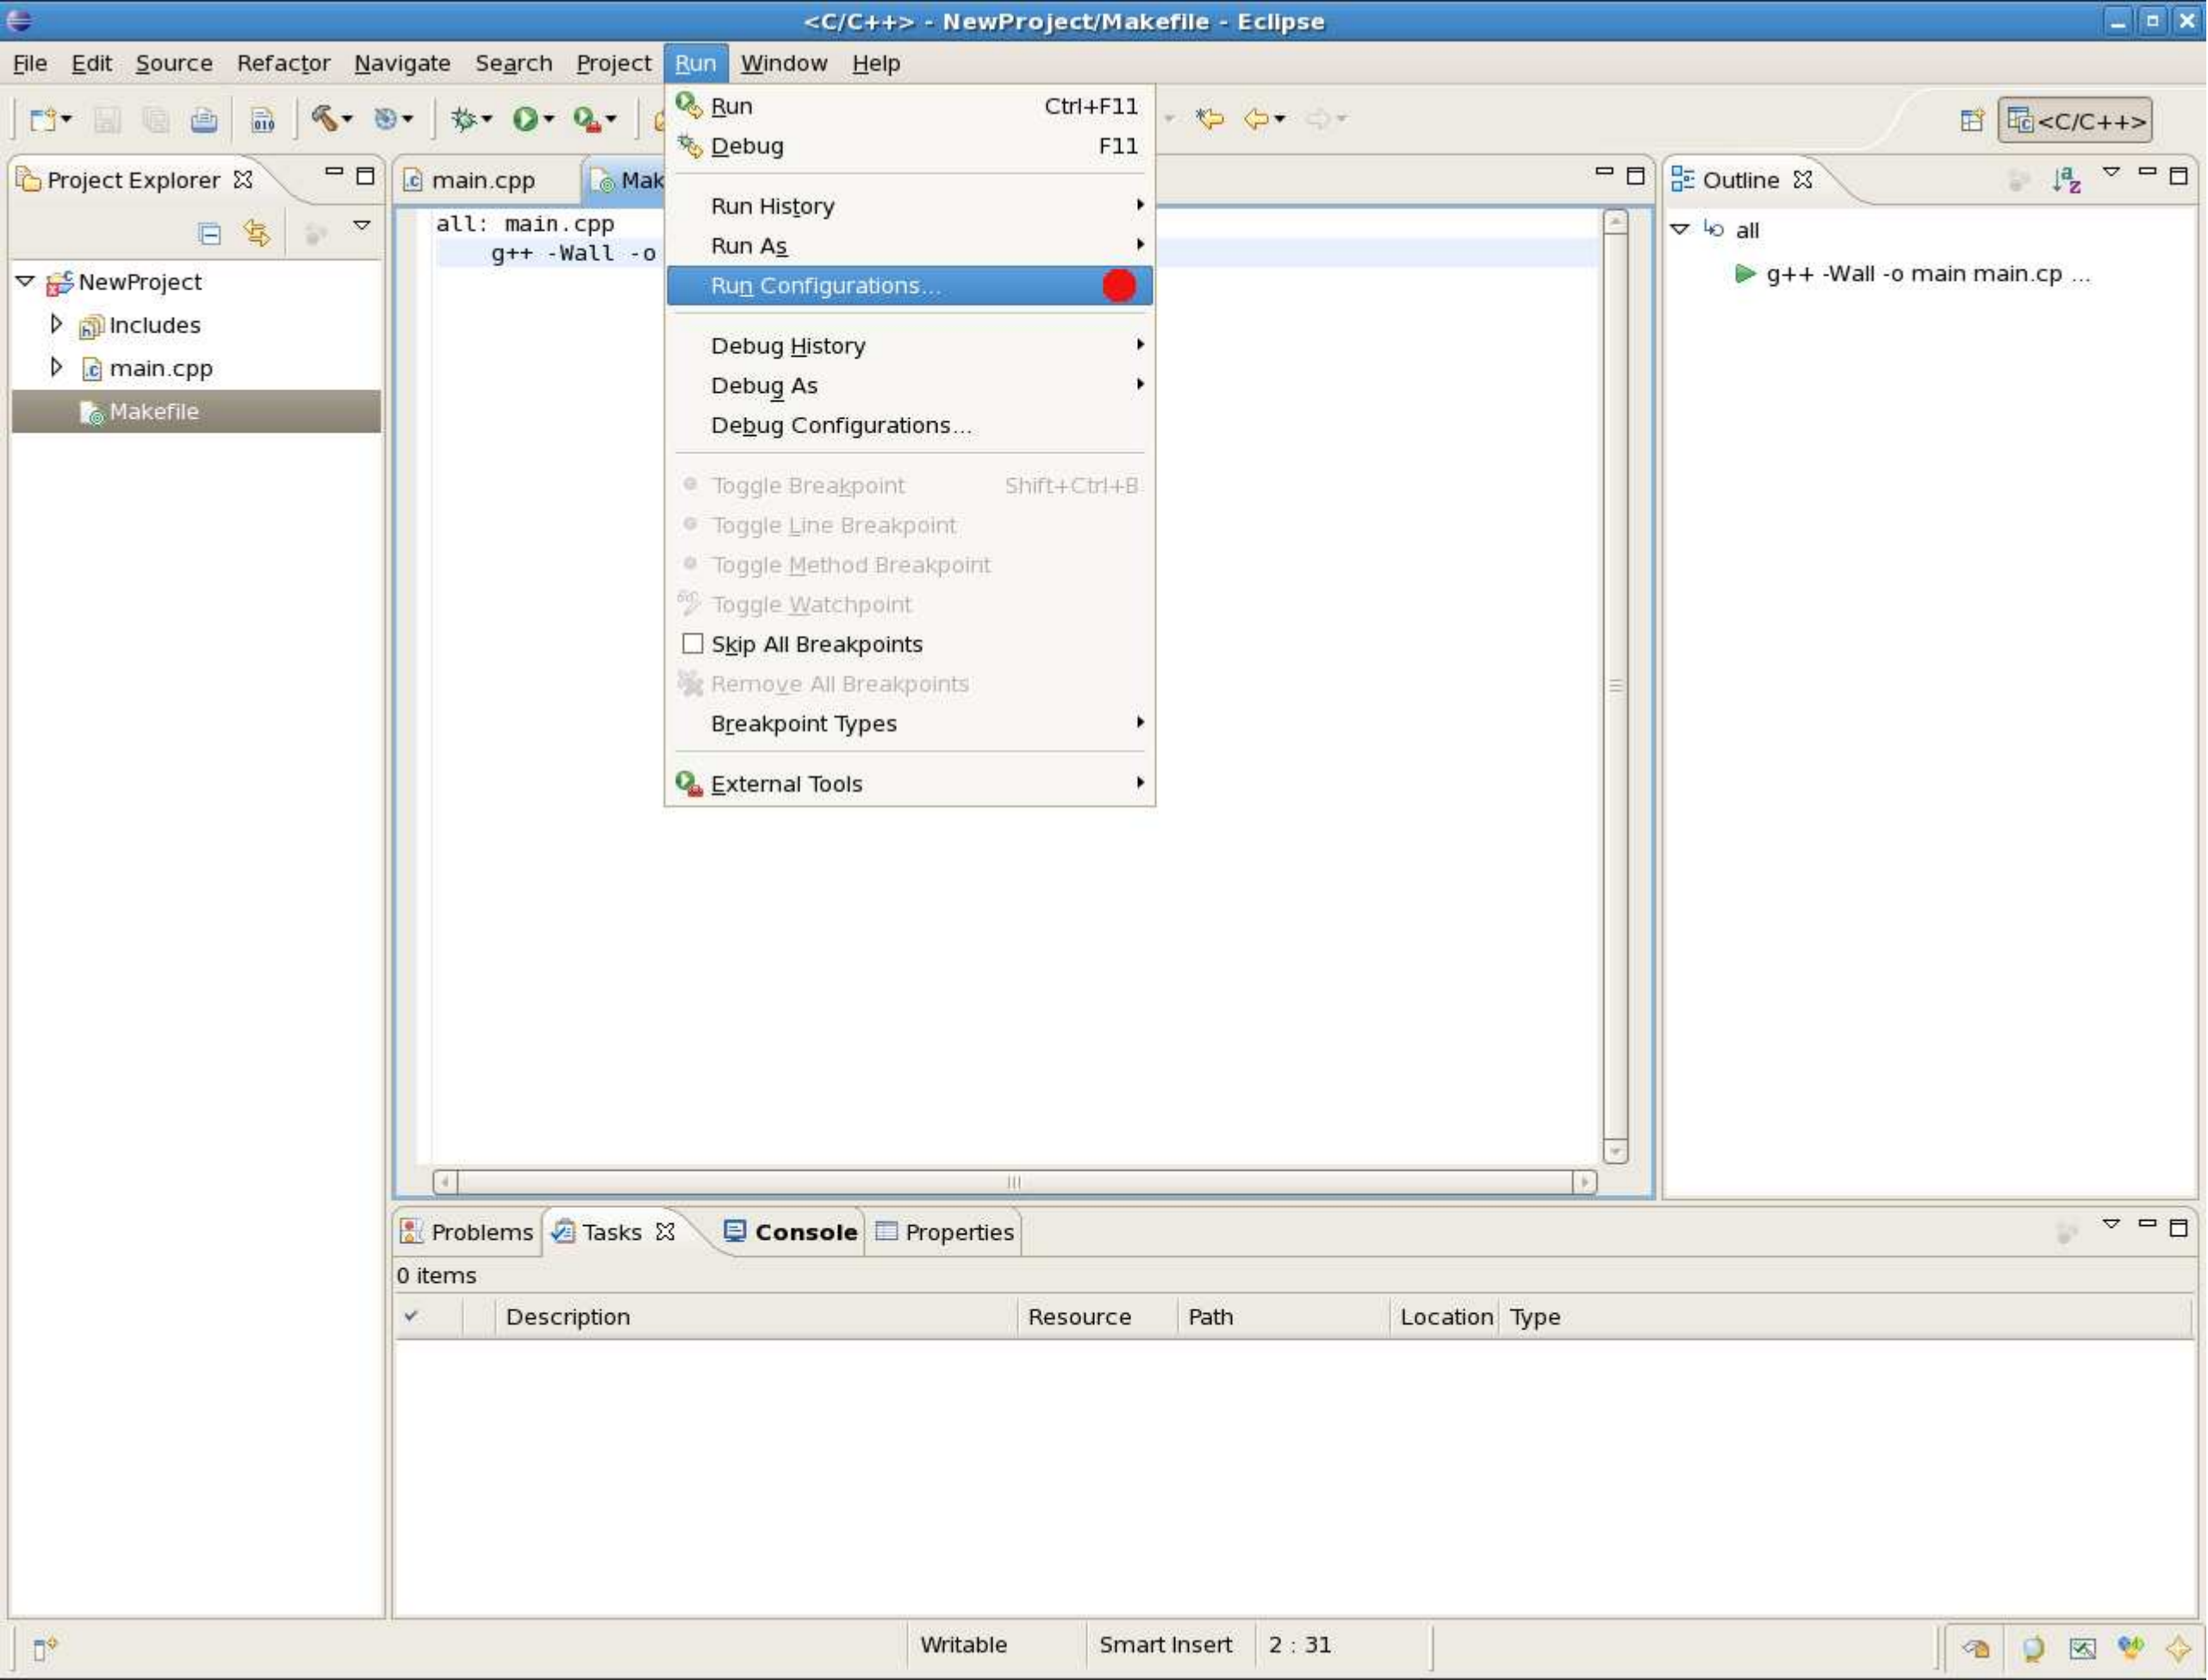 <C/C++> - NewProject/Makefile - Eclipse
File Edit Source Refactor Navigate Search Project Run Window Help
<C/C++>
Project Explorer
NewProject
Includes
main.cpp
Makefile
main.cpp
Mak
all: main.cpp
g++ -Wall -o
Run Ctrl+F11
Debug F11
Run History
Run As
Run Configurations...
Debug History
Debug As
Debug Configurations...
Toggle Breakpoint Shift+Ctrl+B
Toggle Line Breakpoint
Toggle Method Breakpoint
Toggle Watchpoint
Skip All Breakpoints
Remove All Breakpoints
Breakpoint Types
External Tools
Outline
all
g++ -Wall -o main main.cp ...
Problems Tasks Console Properties
0 items
Description Resource Path Location Type
Writable Smart Insert 2 : 31